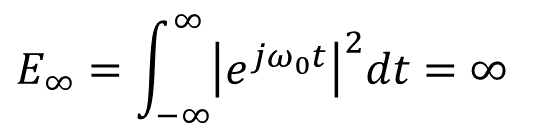 E∞ = ∫_{-∞}^{∞} |e^{jω₀t}|² dt = ∞